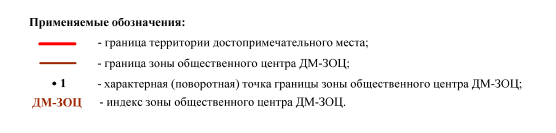 Применяемые обозначения:
- граница территории достопримечательного места;
- граница зоны общественного центра ДМ-ЗОЦ;
• 1 - характерная (поворотная) точка границы зоны общественного центра ДМ-ЗОЦ;
ДМ-ЗОЦ - индекс зоны общественного центра ДМ-ЗОЦ.